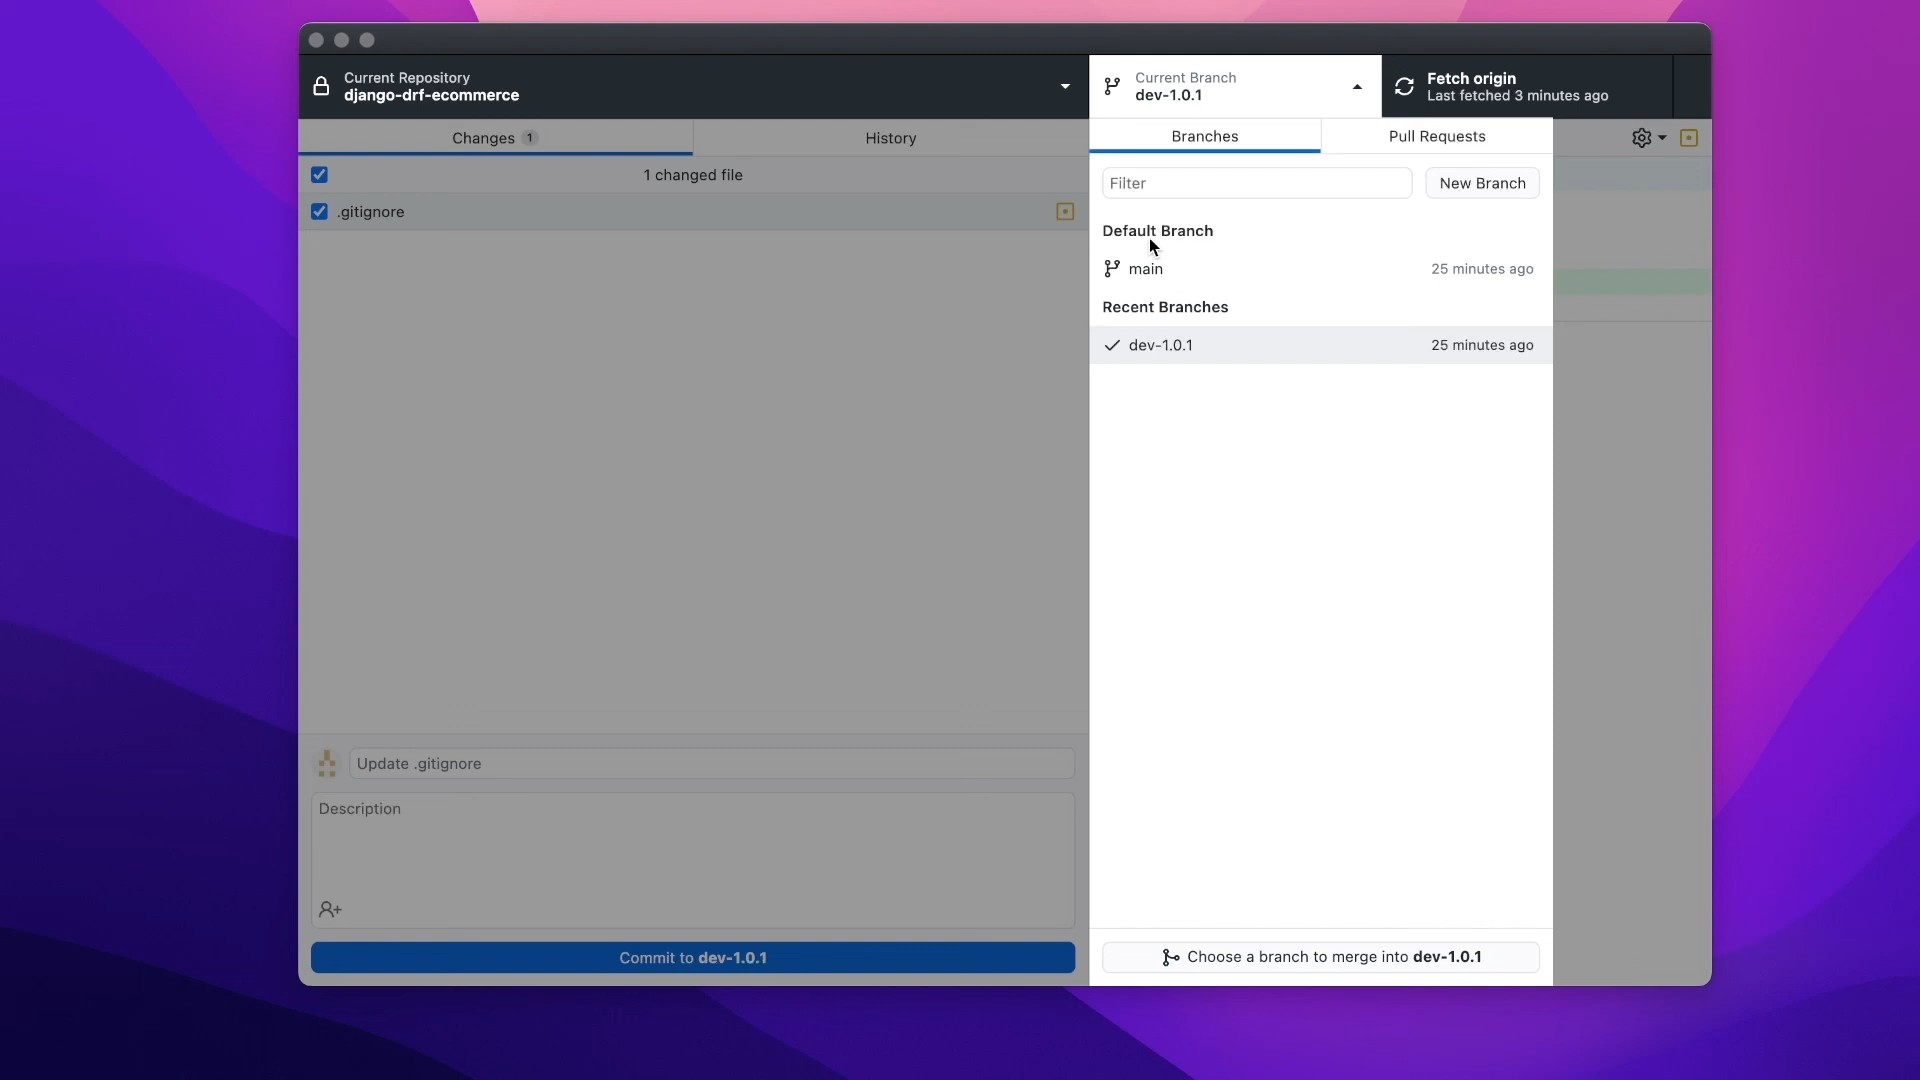 Current Repository
django-drf-ecommerce
Current Branch
dev-1.0.1
Fetch origin
Last fetched 3 minutes ago
Changes 1
History
Branches
Pull Requests
1 changed file
Filter
New Branch
.gitignore
Default Branch
main
25 minutes ago
Recent Branches
dev-1.0.1
25 minutes ago
Update .gitignore
Description
Commit to dev-1.0.1
Choose a branch to merge into dev-1.0.1